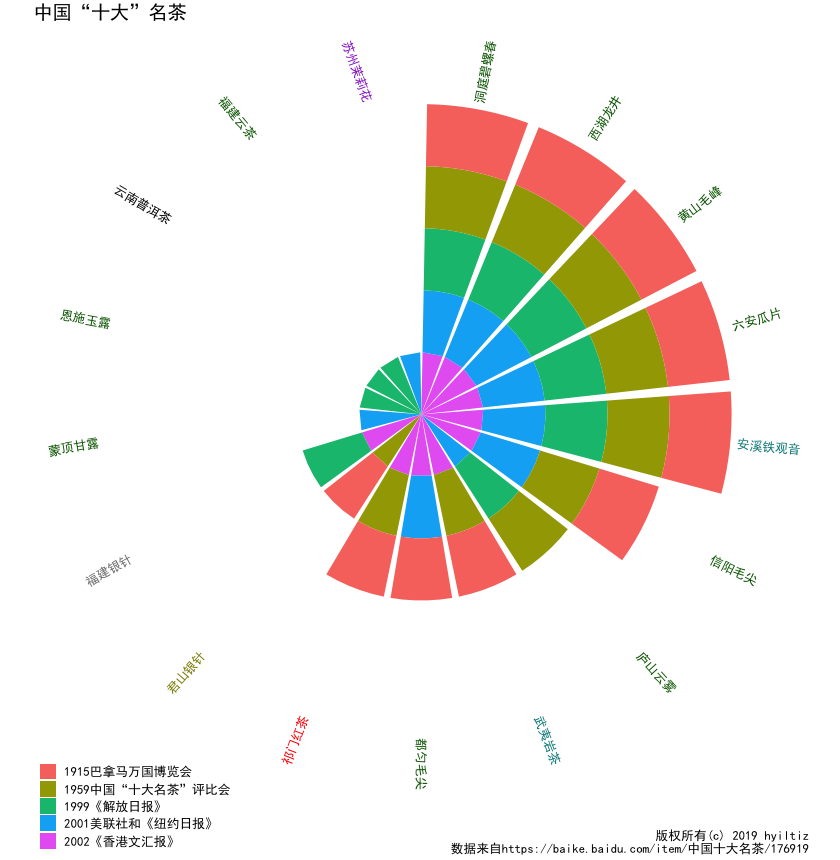 中国“十大”名茶
苏州茉莉花
洞庭碧螺春
福建云茶
西湖龙井
云南普洱茶
黄山毛峰
恩施玉露
六安瓜片
蒙顶甘露
安溪铁观音
福建银针
信阳毛尖
君山银针
庐山云雾
祁门红茶
都匀毛尖
武夷岩茶
1915巴拿马万国博览会
1959中国“十大名茶”评比会
1999《解放日报》
2001美联社和《纽约日报》
2002《香港文汇报》
版权所有(c) 2019 hyiltiz
数据来自https://baike.baidu.com/item/中国十大名茶/176919